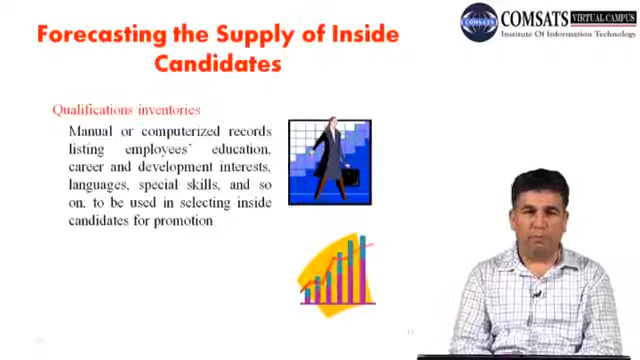 COMSATS VIRTUAL CAMPUS
Institute Of Information Technology
Forecasting the Supply of Inside
Candidates
Qualifications inventories
Manual or computerized records
listing employees' education,
career and development interests,
languages, special skills, and so
on, to be used in selecting inside
candidates for promotion